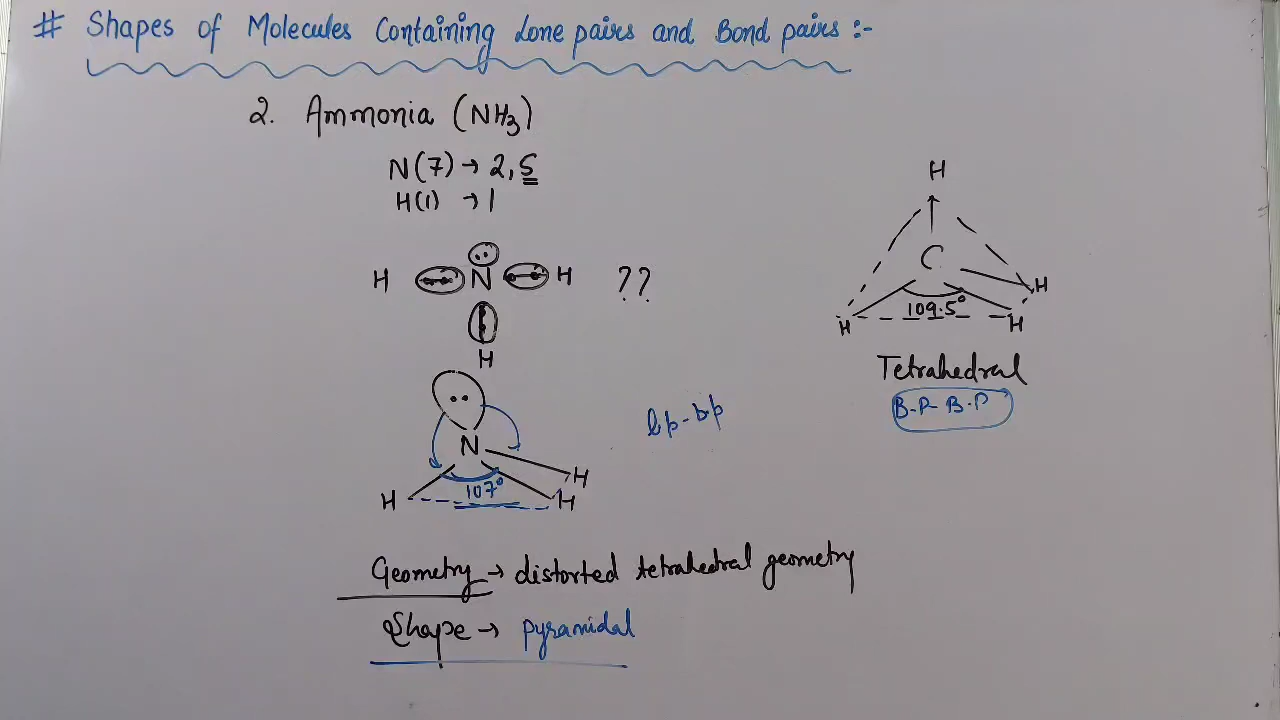 # Shapes of Molecules Containing Lone pairs and Bond pairs :-
2. Ammonia (NH3)
N(7) → 2,5
H(1) → 1
H N H ??
H
N
H 107° H
H
lp-bp
H
C
109.5°
H H H
Tetrahedral
B-P- B.P
Geometry → distorted tetrahedral geometry
Shape → pyramidal